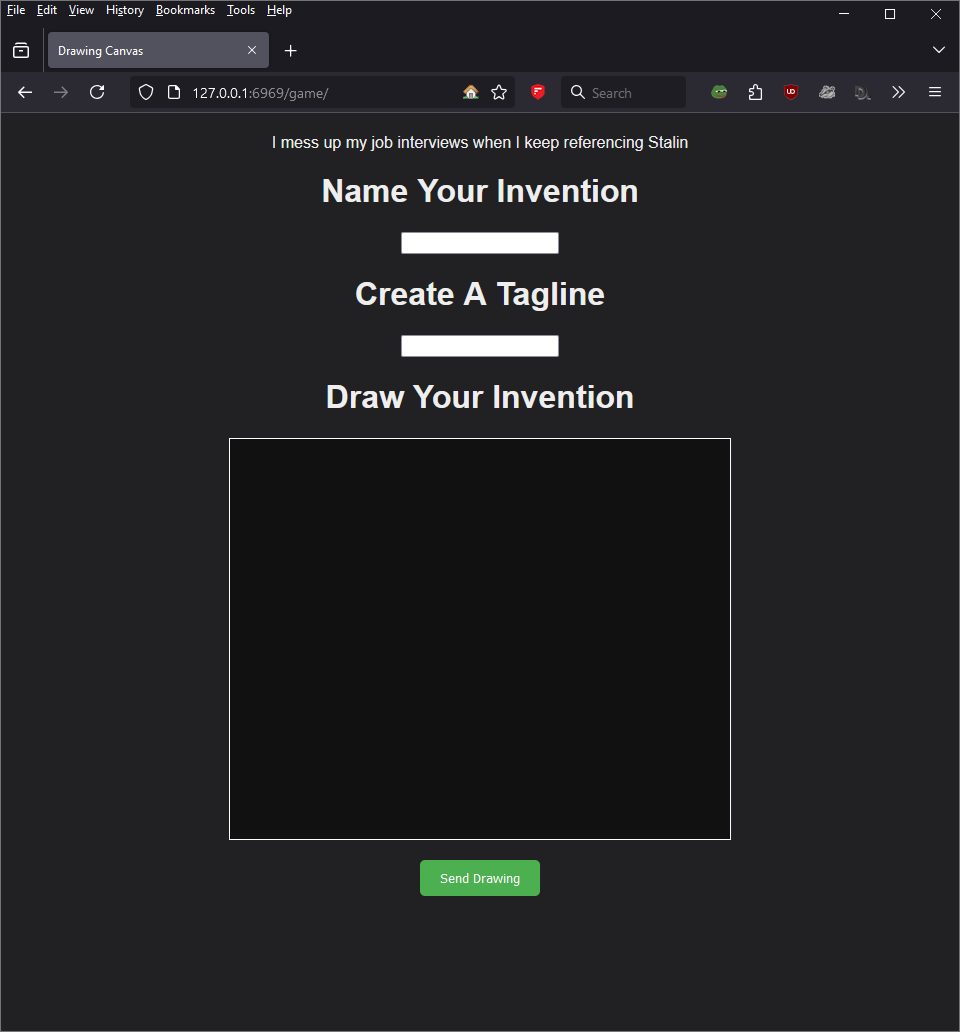 File Edit View History Bookmarks Tools Help
Drawing Canvas
127.0.0.1:6969/game/
Search
UD
I mess up my job interviews when I keep referencing Stalin
Name Your Invention
Create A Tagline
Draw Your Invention
Send Drawing